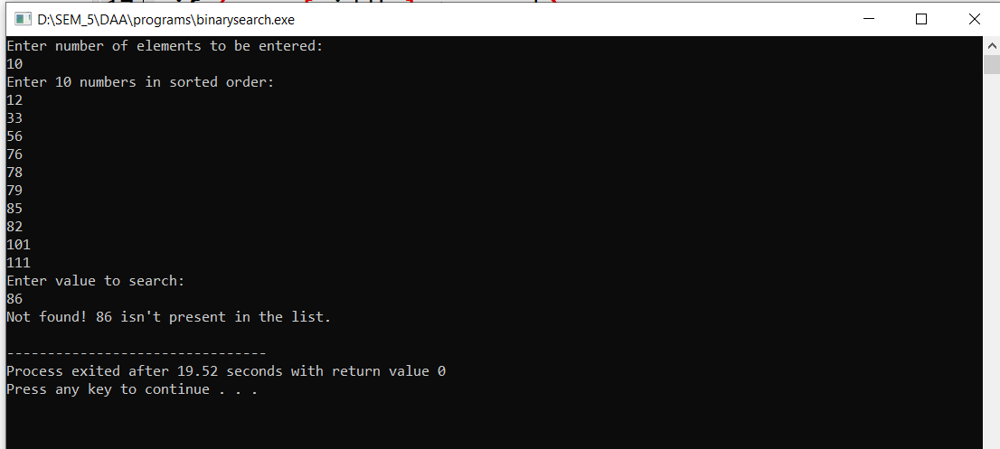 D:\SEM_5\DAA\programs\binarysearch.exe
Enter number of elements to be entered:
10
Enter 10 numbers in sorted order:
12
33
56
76
78
79
85
82
101
111
Enter value to search:
86
Not found! 86 isn't present in the list.
--------------------------------
Process exited after 19.52 seconds with return value 0
Press any key to continue . . .